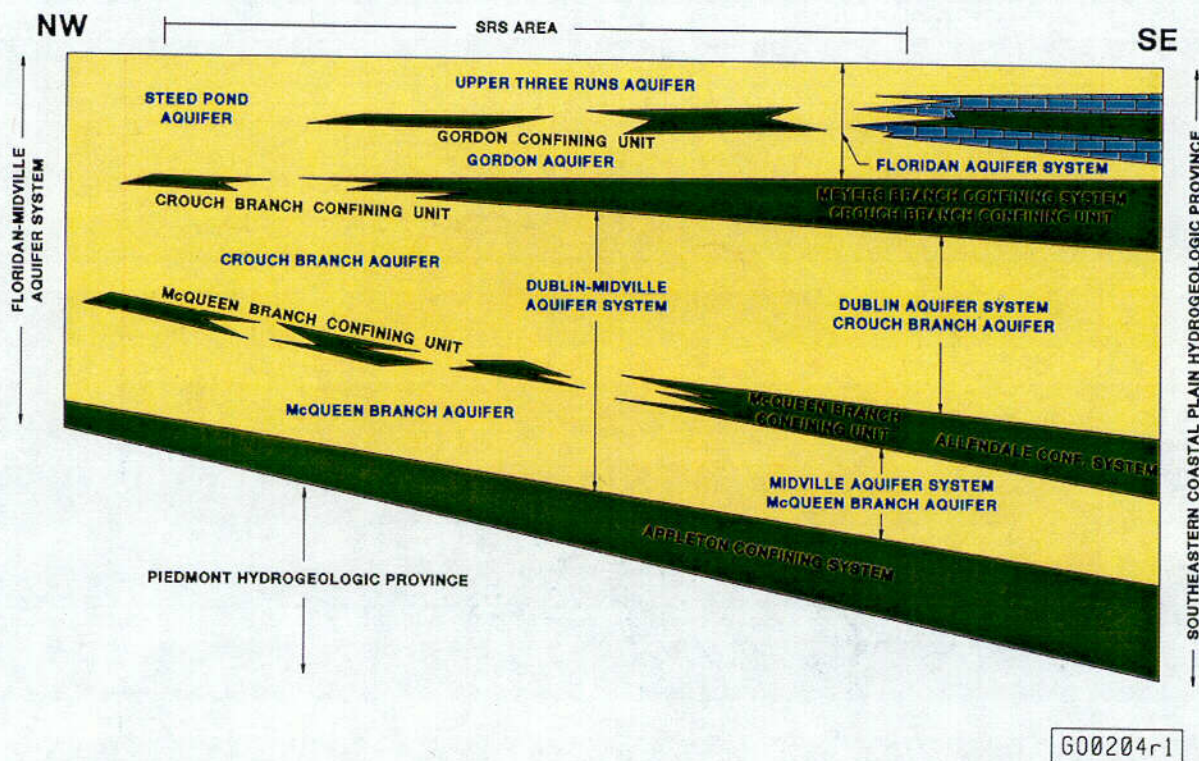 NW
SRS AREA
SE
UPPER THREE RUNS AQUIFER
STEED POND
AQUIFER
GORDON CONFINING UNIT
GORDON AQUIFER
FLORIDAN AQUIFER SYSTEM
MEYERS BRANCH CONFINING SYSTEM
CROUCH BRANCH CONFINING UNIT
CROUCH BRANCH CONFINING UNIT
FLORIDAN-MIDVILLE
AQUIFER SYSTEM
CROUCH BRANCH AQUIFER
DUBLIN-MIDVILLE
AQUIFER SYSTEM
DUBLIN AQUIFER SYSTEM
CROUCH BRANCH AQUIFER
McQUEEN BRANCH CONFINING UNIT
McQUEEN BRANCH AQUIFER
McQUEEN BRANCH
CONFINING UNIT
ALLENDALE CONF. SYSTEM
MIDVILLE AQUIFER SYSTEM
McQUEEN BRANCH AQUIFER
APPLETON CONFINING SYSTEM
PIEDMONT HYDROGEOLOGIC PROVINCE
SOUTHEASTERN COASTAL PLAIN HYDROGEOLOGIC PROVINCE
G00204r1